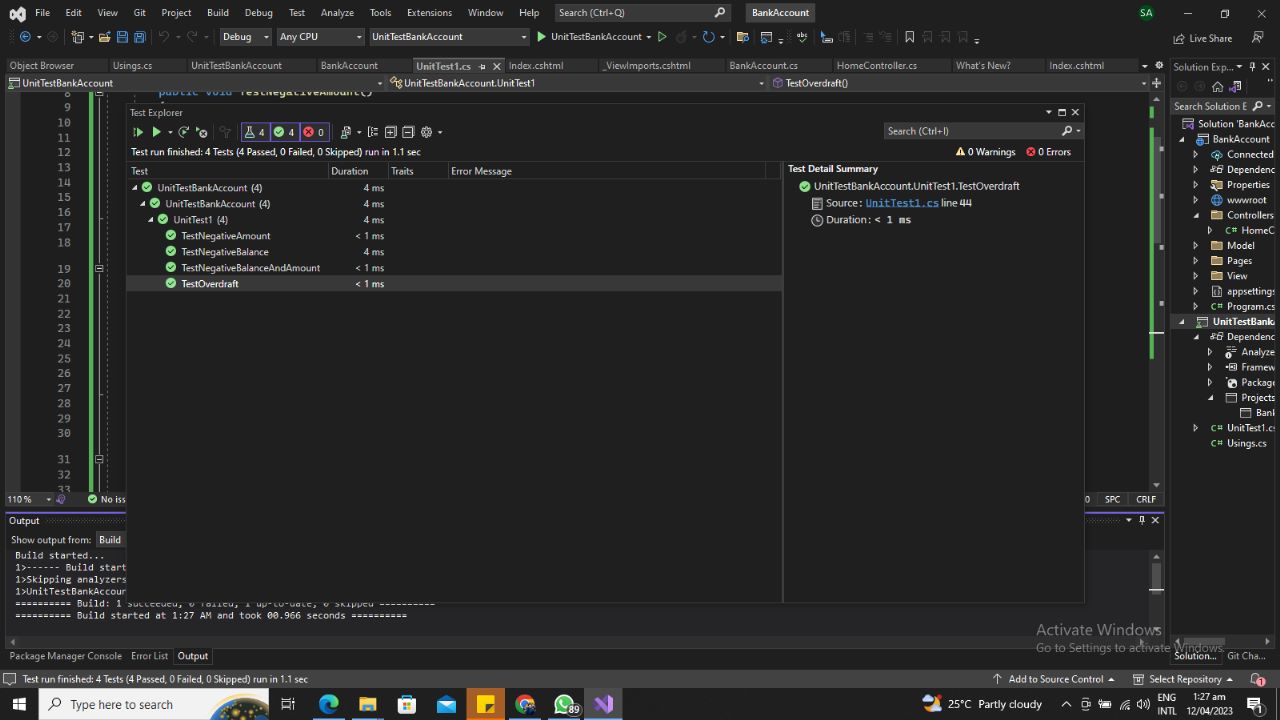 File Edit View Git Project Build Debug Test Analyze Tools Extensions Window Help Search (Ctrl+Q) BankAccount SA
Debug Any CPU UnitTestBankAccount UnitTestBankAccount Live Share
Object Browser Usings.cs UnitTestBankAccount BankAccount UnitTest1.cs Index.cshtml _ViewImports.cshtml BankAccount.cs HomeController.cs What's New? Index.cshtml
UnitTestBankAccount UnitTestBankAccount.UnitTest1 TestOverdraft()
8 public void TestNegativeAmount()
9
10
11
12
13
14
15
16
17
18
19
20
21
22
23
24
25
26
27
28
29
30
31
32
33
Test Explorer
4 4 0 Search (Ctrl+I)
Test run finished: 4 Tests (4 Passed, 0 Failed, 0 Skipped) run in 1.1 sec 0 Warnings 0 Errors
Test Duration Traits Error Message
UnitTestBankAccount (4) 4 ms
UnitTestBankAccount (4) 4 ms
UnitTest1 (4) 4 ms
TestNegativeAmount < 1 ms
TestNegativeBalance 4 ms
TestNegativeBalanceAndAmount < 1 ms
TestOverdraft < 1 ms
Test Detail Summary
UnitTestBankAccount.UnitTest1.TestOverdraft
Source: UnitTest1.cs line 44
Duration: < 1 ms
Solution Exp...
Search Solution E
Solution 'BankAcc
BankAccount
Connected
Dependenc
Properties
wwwroot
Controllers
C# HomeC
Model
Pages
View
appsettings
C# Program.cs
UnitTestBank
Dependenc
Analyze
Framew
Package
Projects
Bank
C# UnitTest1.cs
C# Usings.cs
110 % No iss 0 SPC CRLF
Output
Show output from: Build
Build started...
1>------ Build start
1>Skipping analyzers
1>UnitTestBankAccour
========== Build: 1 succeeded, 0 failed, 1 up-to-date, 0 skipped ==========
========== Build started at 1:27 AM and took 00.966 seconds ==========
Activate Windows
Go to Settings to activate Windows.
Package Manager Console Error List Output Solution... Git Cha...
Test run finished: 4 Tests (4 Passed, 0 Failed, 0 Skipped) run in 1.1 sec Add to Source Control Select Repository 1
Type here to search 89 25°C Partly cloudy ENG INTL 1:27 am 12/04/2023 1